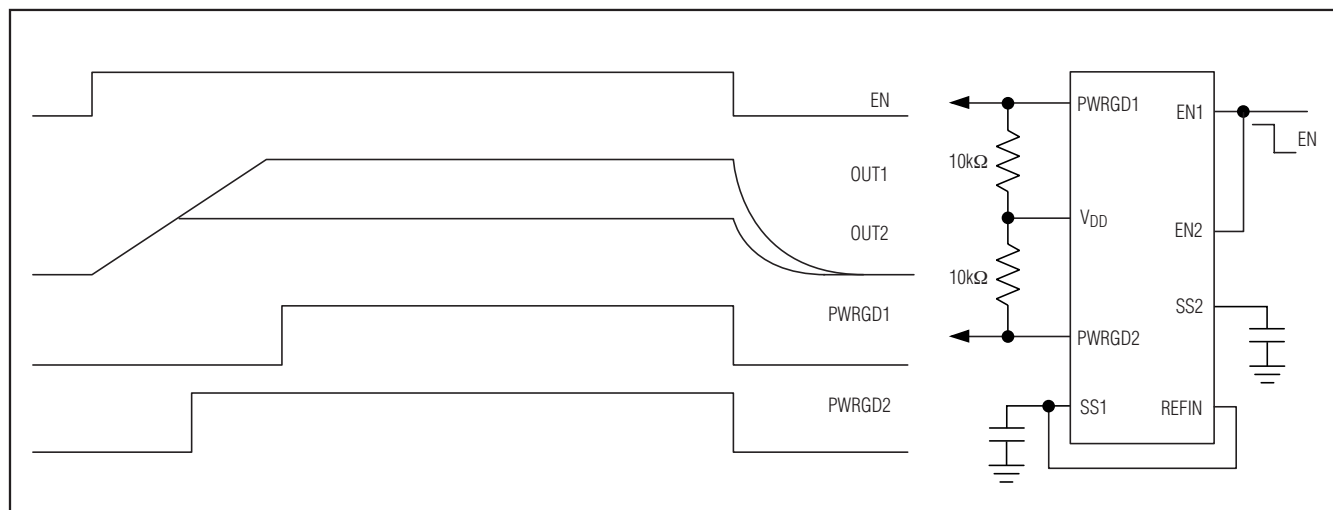 EN
OUT1
OUT2
PWRGD1
PWRGD2
PWRGD1
EN1
EN
10kΩ
VDD
EN2
10kΩ
SS2
PWRGD2
SS1
REFIN